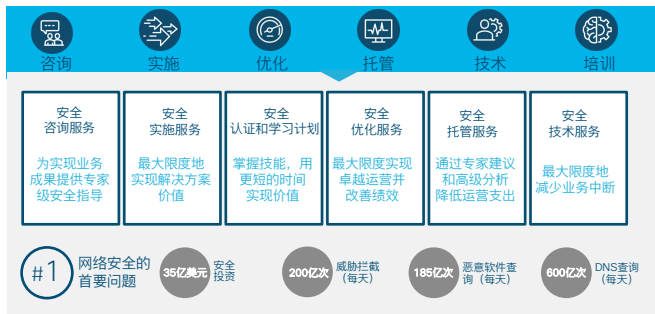 咨询
实施
优化
托管
技术
培训
安全
咨询服务
为实现业务
成果提供专家
级安全指导
安全
实施服务
最大限度地
实现解决方案
价值
安全
认证和学习计划
掌握技能，用
更短的时间
实现价值
安全
优化服务
最大限度实现
卓越运营并
改善绩效
安全
托管服务
通过专家建议
和高级分析
降低运营支出
安全
技术服务
最大限度地
减少业务中断
#1
网络安全的
首要问题
35亿美元
安全
投资
200亿次
威胁拦截
（每天）
185亿次
恶意软件查
询（每天）
600亿次
DNS查询
（每天）